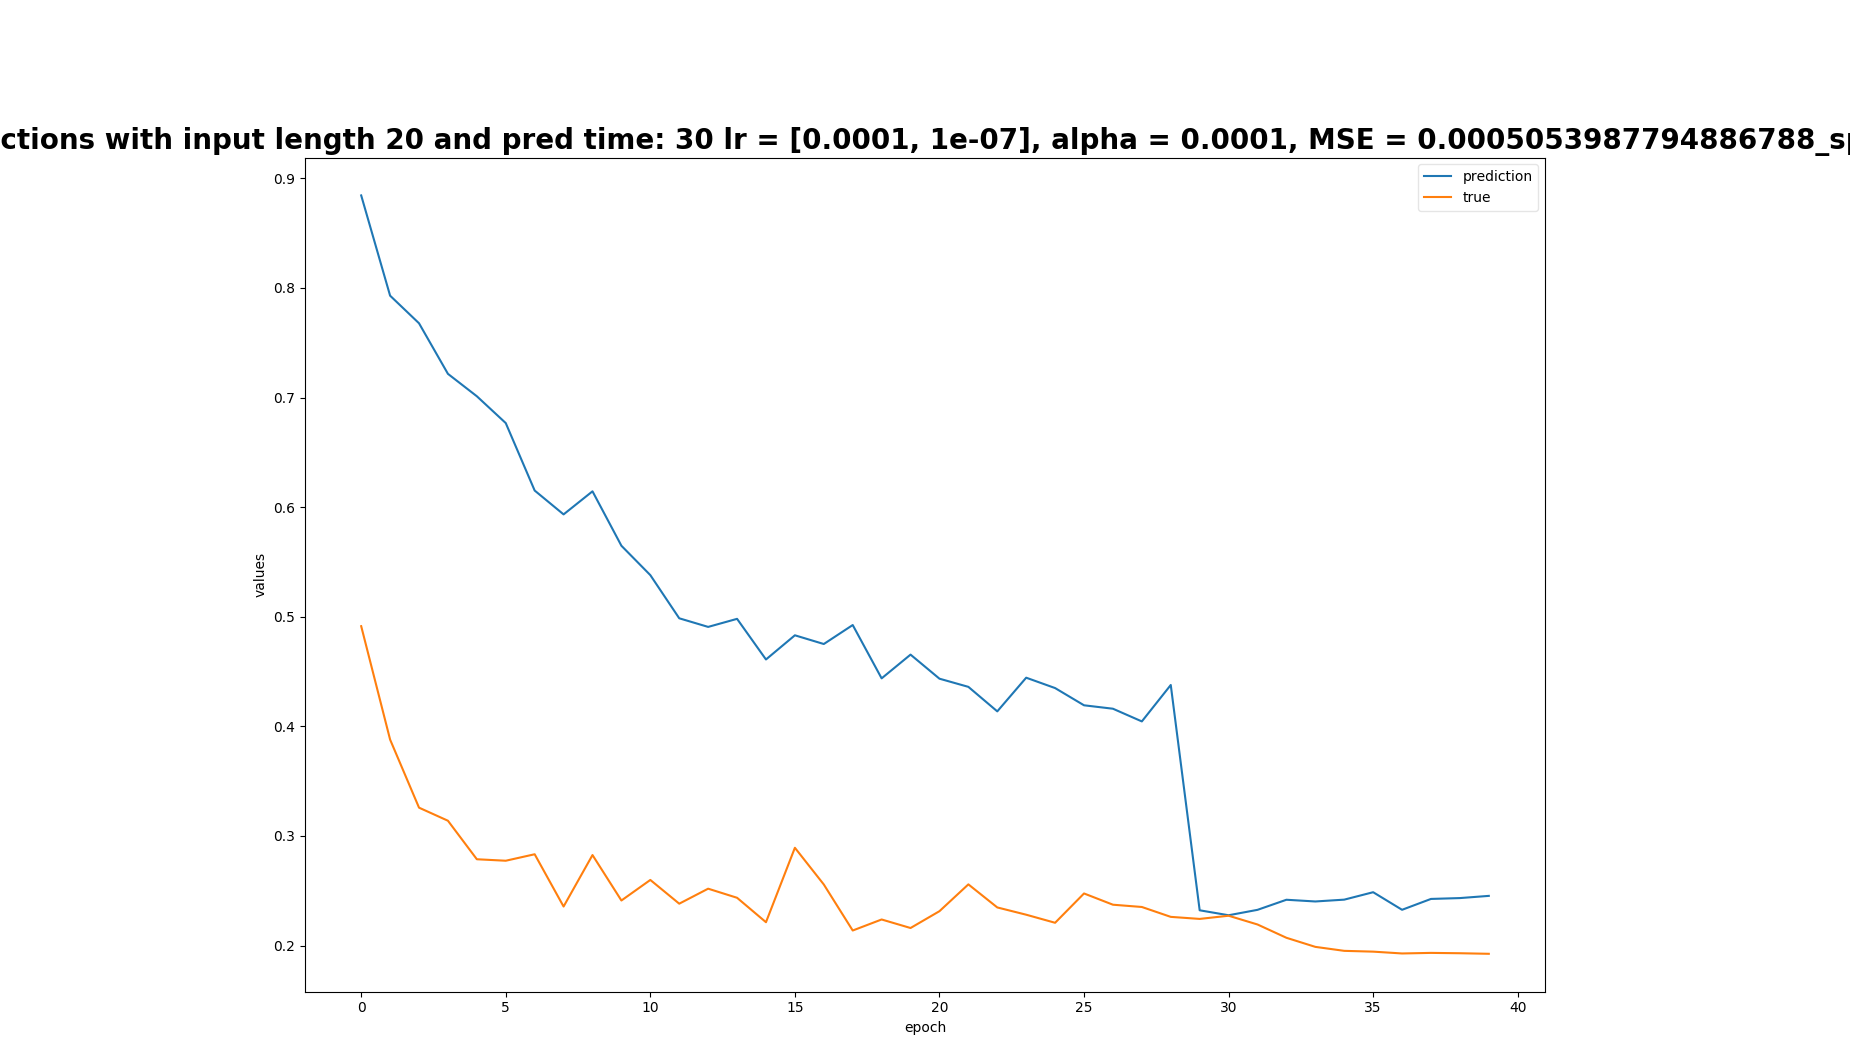 ctions with input length 20 and pred time: 30 lr = [0.0001, 1e-07], alpha = 0.0001, MSE = 0.0005053987794886788_sp
prediction
true
0.9
0.8
0.7
0.6
0.5
0.4
0.3
0.2
values
0 5 10 15 20 25 30 35 40
epoch